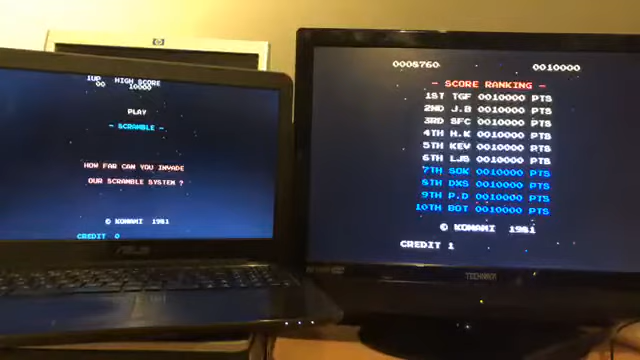 hp
1UP HIGH SCORE
00 10000
PLAY
- SCRAMBLE -
HOW FAR CAN YOU INVADE
OUR SCRAMBLE SYSTEM ?
© KONAMI 1981
CREDIT 0
ASUS
0008760 0010000
- SCORE RANKING -
1ST TGF 0010000 PTS
2ND J.B 0010000 PTS
3RD SFC 0010000 PTS
4TH H.K 0010000 PTS
5TH KEV 0010000 PTS
6TH LJS 0010000 PTS
7TH SOK 0010000 PTS
8TH DXS 0010000 PTS
9TH P.D 0010000 PTS
10TH BOT 0010000 PTS
© KONAMI 1981
CREDIT 1
TECHNIKA